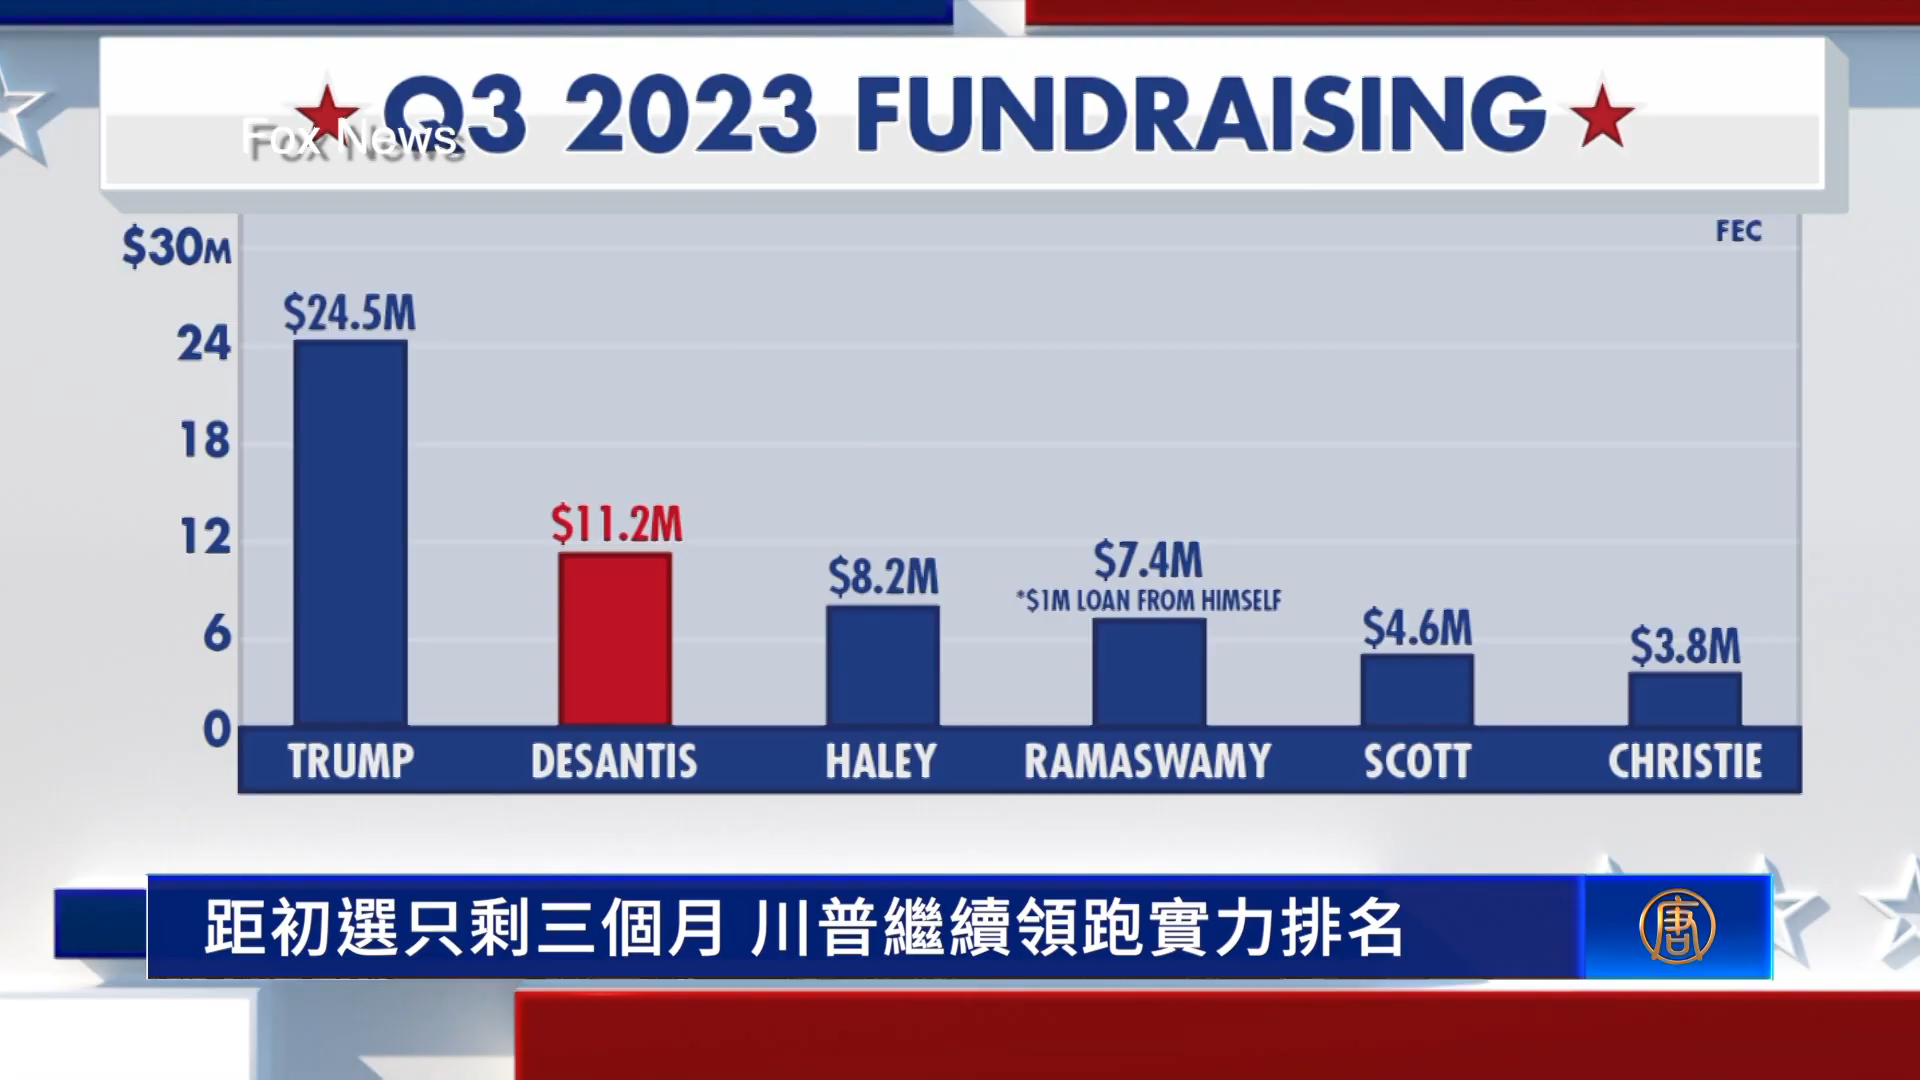 Q3 2023 FUNDRAISING
Fox News
FEC
$30M
24
18
12
6
0
$24.5M
$11.2M
$8.2M
$7.4M
*$1M LOAN FROM HIMSELF
$4.6M
$3.8M
TRUMP
DESANTIS
HALEY
RAMASWAMY
SCOTT
CHRISTIE
距初選只剩三個月 川普繼續領跑實力排名
唐